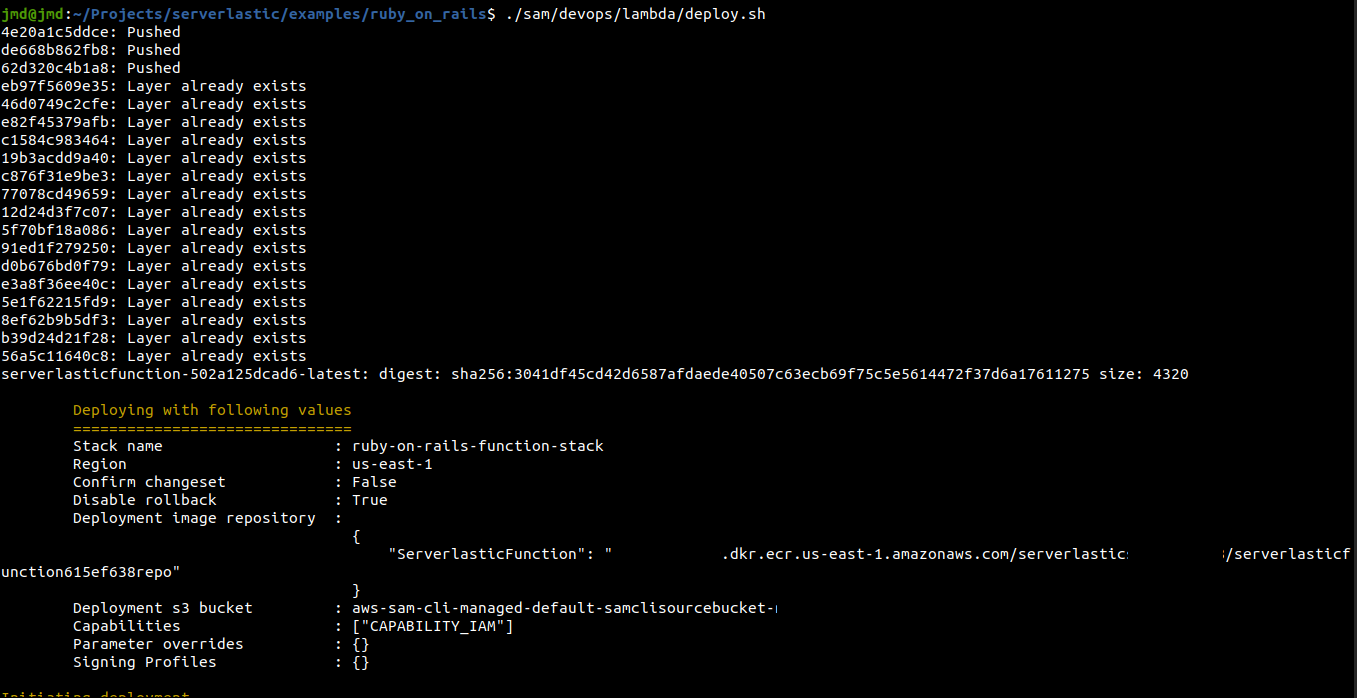 jmd@jmd:~/Projects/serverlastic/examples/ruby_on_rails$ ./sam/devops/lambda/deploy.sh
4e20a1c5ddce: Pushed
de668b862fb8: Pushed
62d320c4b1a8: Pushed
eb97f5609e35: Layer already exists
46d0749c2cfe: Layer already exists
e82f45379afb: Layer already exists
c1584c983464: Layer already exists
19b3acdd9a40: Layer already exists
c876f31e9be3: Layer already exists
77078cd49659: Layer already exists
12d24d3f7c07: Layer already exists
5f70bf18a086: Layer already exists
91ed1f279250: Layer already exists
d0b676bd0f79: Layer already exists
e3a8f36ee40c: Layer already exists
5e1f62215fd9: Layer already exists
8ef62b9b5df3: Layer already exists
b39d24d21f28: Layer already exists
56a5c11640c8: Layer already exists
serverlasticfunction-502a125dcad6-latest: digest: sha256:3041df45cd42d6587afdaede40507c63ecb69f75c5e5614472f37d6a17611275 size: 4320
Deploying with following values
===============================
Stack name : ruby-on-rails-function-stack
Region : us-east-1
Confirm changeset : False
Disable rollback : True
Deployment image repository :
{
"ServerlasticFunction": " .dkr.ecr.us-east-1.amazonaws.com/serverlastic /serverlasticf
unction615ef638repo"
}
Deployment s3 bucket : aws-sam-cli-managed-default-samclisourcebucket-
Capabilities : ["CAPABILITY_IAM"]
Parameter overrides : {}
Signing Profiles : {}
Initiating deployment